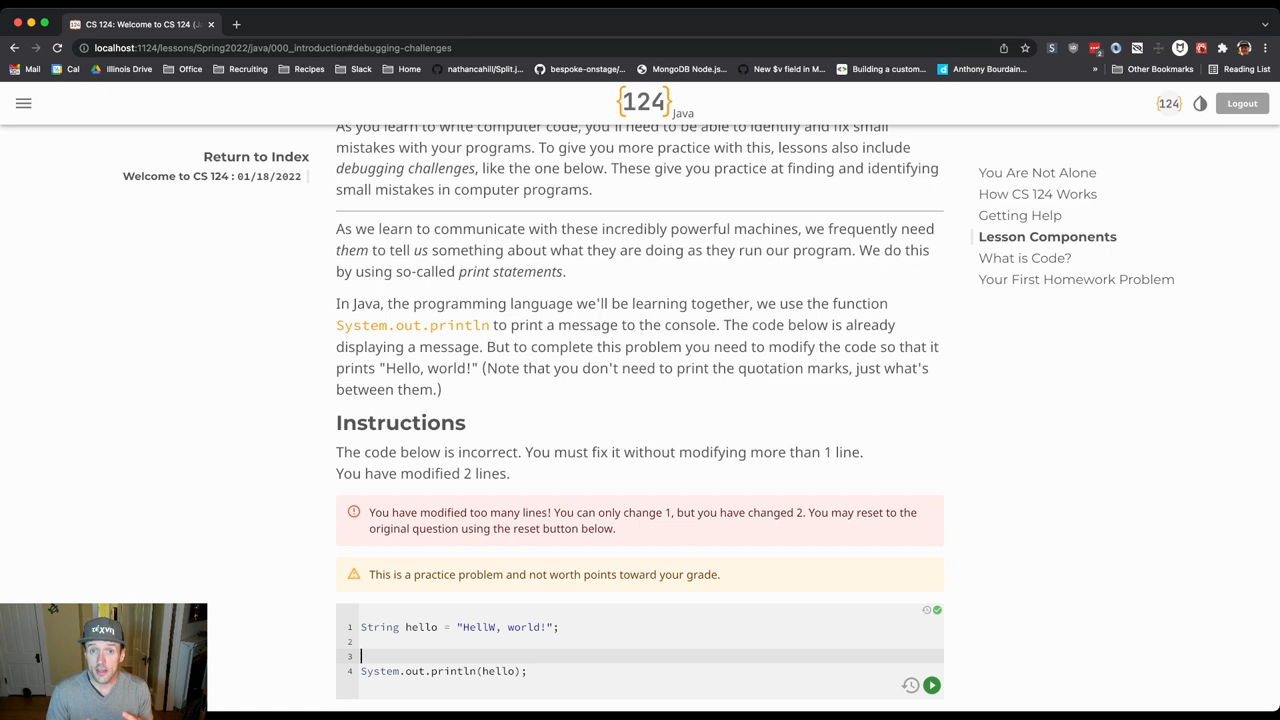 CS 124: Welcome to CS 124 (J
localhost:1124/lessons/Spring2022/java/000_introduction#debugging-challenges
Mail Cal Illinois Drive Office Recruiting Recipes Slack Home nathancahill/Split.j... bespoke-onstage/... MongoDB Node.js... New $v field in M... Building a custom... Anthony Bourdain... » Other Bookmarks Reading List
{124} Java
{124} Logout
Return to Index
Welcome to CS 124 : 01/18/2022
As you learn to write computer code, you'll need to be able to identify and fix small
mistakes with your programs. To give you more practice with this, lessons also include
debugging challenges, like the one below. These give you practice at finding and identifying
small mistakes in computer programs.
As we learn to communicate with these incredibly powerful machines, we frequently need
them to tell us something about what they are doing as they run our program. We do this
by using so-called print statements.
In Java, the programming language we'll be learning together, we use the function
System.out.println to print a message to the console. The code below is already
displaying a message. But to complete this problem you need to modify the code so that it
prints "Hello, world!" (Note that you don't need to print the quotation marks, just what's
between them.)
Instructions
The code below is incorrect. You must fix it without modifying more than 1 line.
You have modified 2 lines.
You have modified too many lines! You can only change 1, but you have changed 2. You may reset to the
original question using the reset button below.
This is a practice problem and not worth points toward your grade.
1 String hello = "HellW, world!";
2
3
4 System.out.println(hello);
You Are Not Alone
How CS 124 Works
Getting Help
Lesson Components
What is Code?
Your First Homework Problem